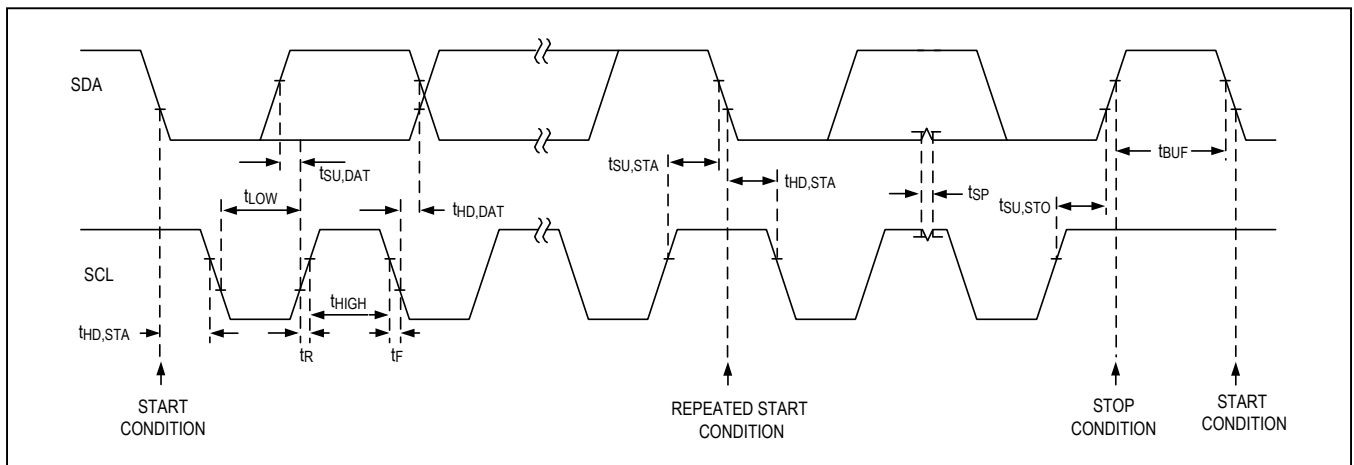 SDA
tSU,DAT
tLOW
tHD,DAT
tSU,STA
tHD,STA
tSP
tSU,STO
tBUF
SCL
tHIGH
tHD,STA
tR
tF
START
CONDITION
REPEATED START
CONDITION
STOP
CONDITION
START
CONDITION